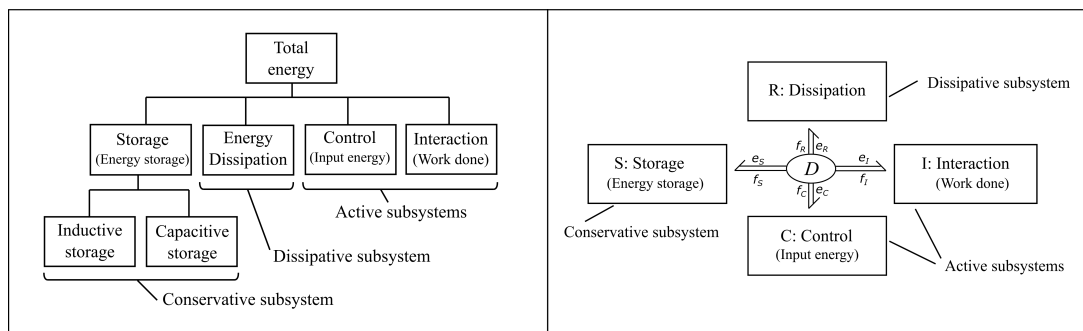 Total
energy
Storage
(Energy storage)
Energy
Dissipation
Control
(Input energy)
Interaction
(Work done)
Inductive
storage
Capacitive
storage
Active subsystems
Dissipative subsystem
Conservative subsystem
R: Dissipation
Dissipative subsystem
f_R e_R
S: Storage
(Energy storage)
e_S
f_S
D
e_I
f_I
I: Interaction
(Work done)
f_C e_C
Conservative subsystem
C: Control
(Input energy)
Active subsystems